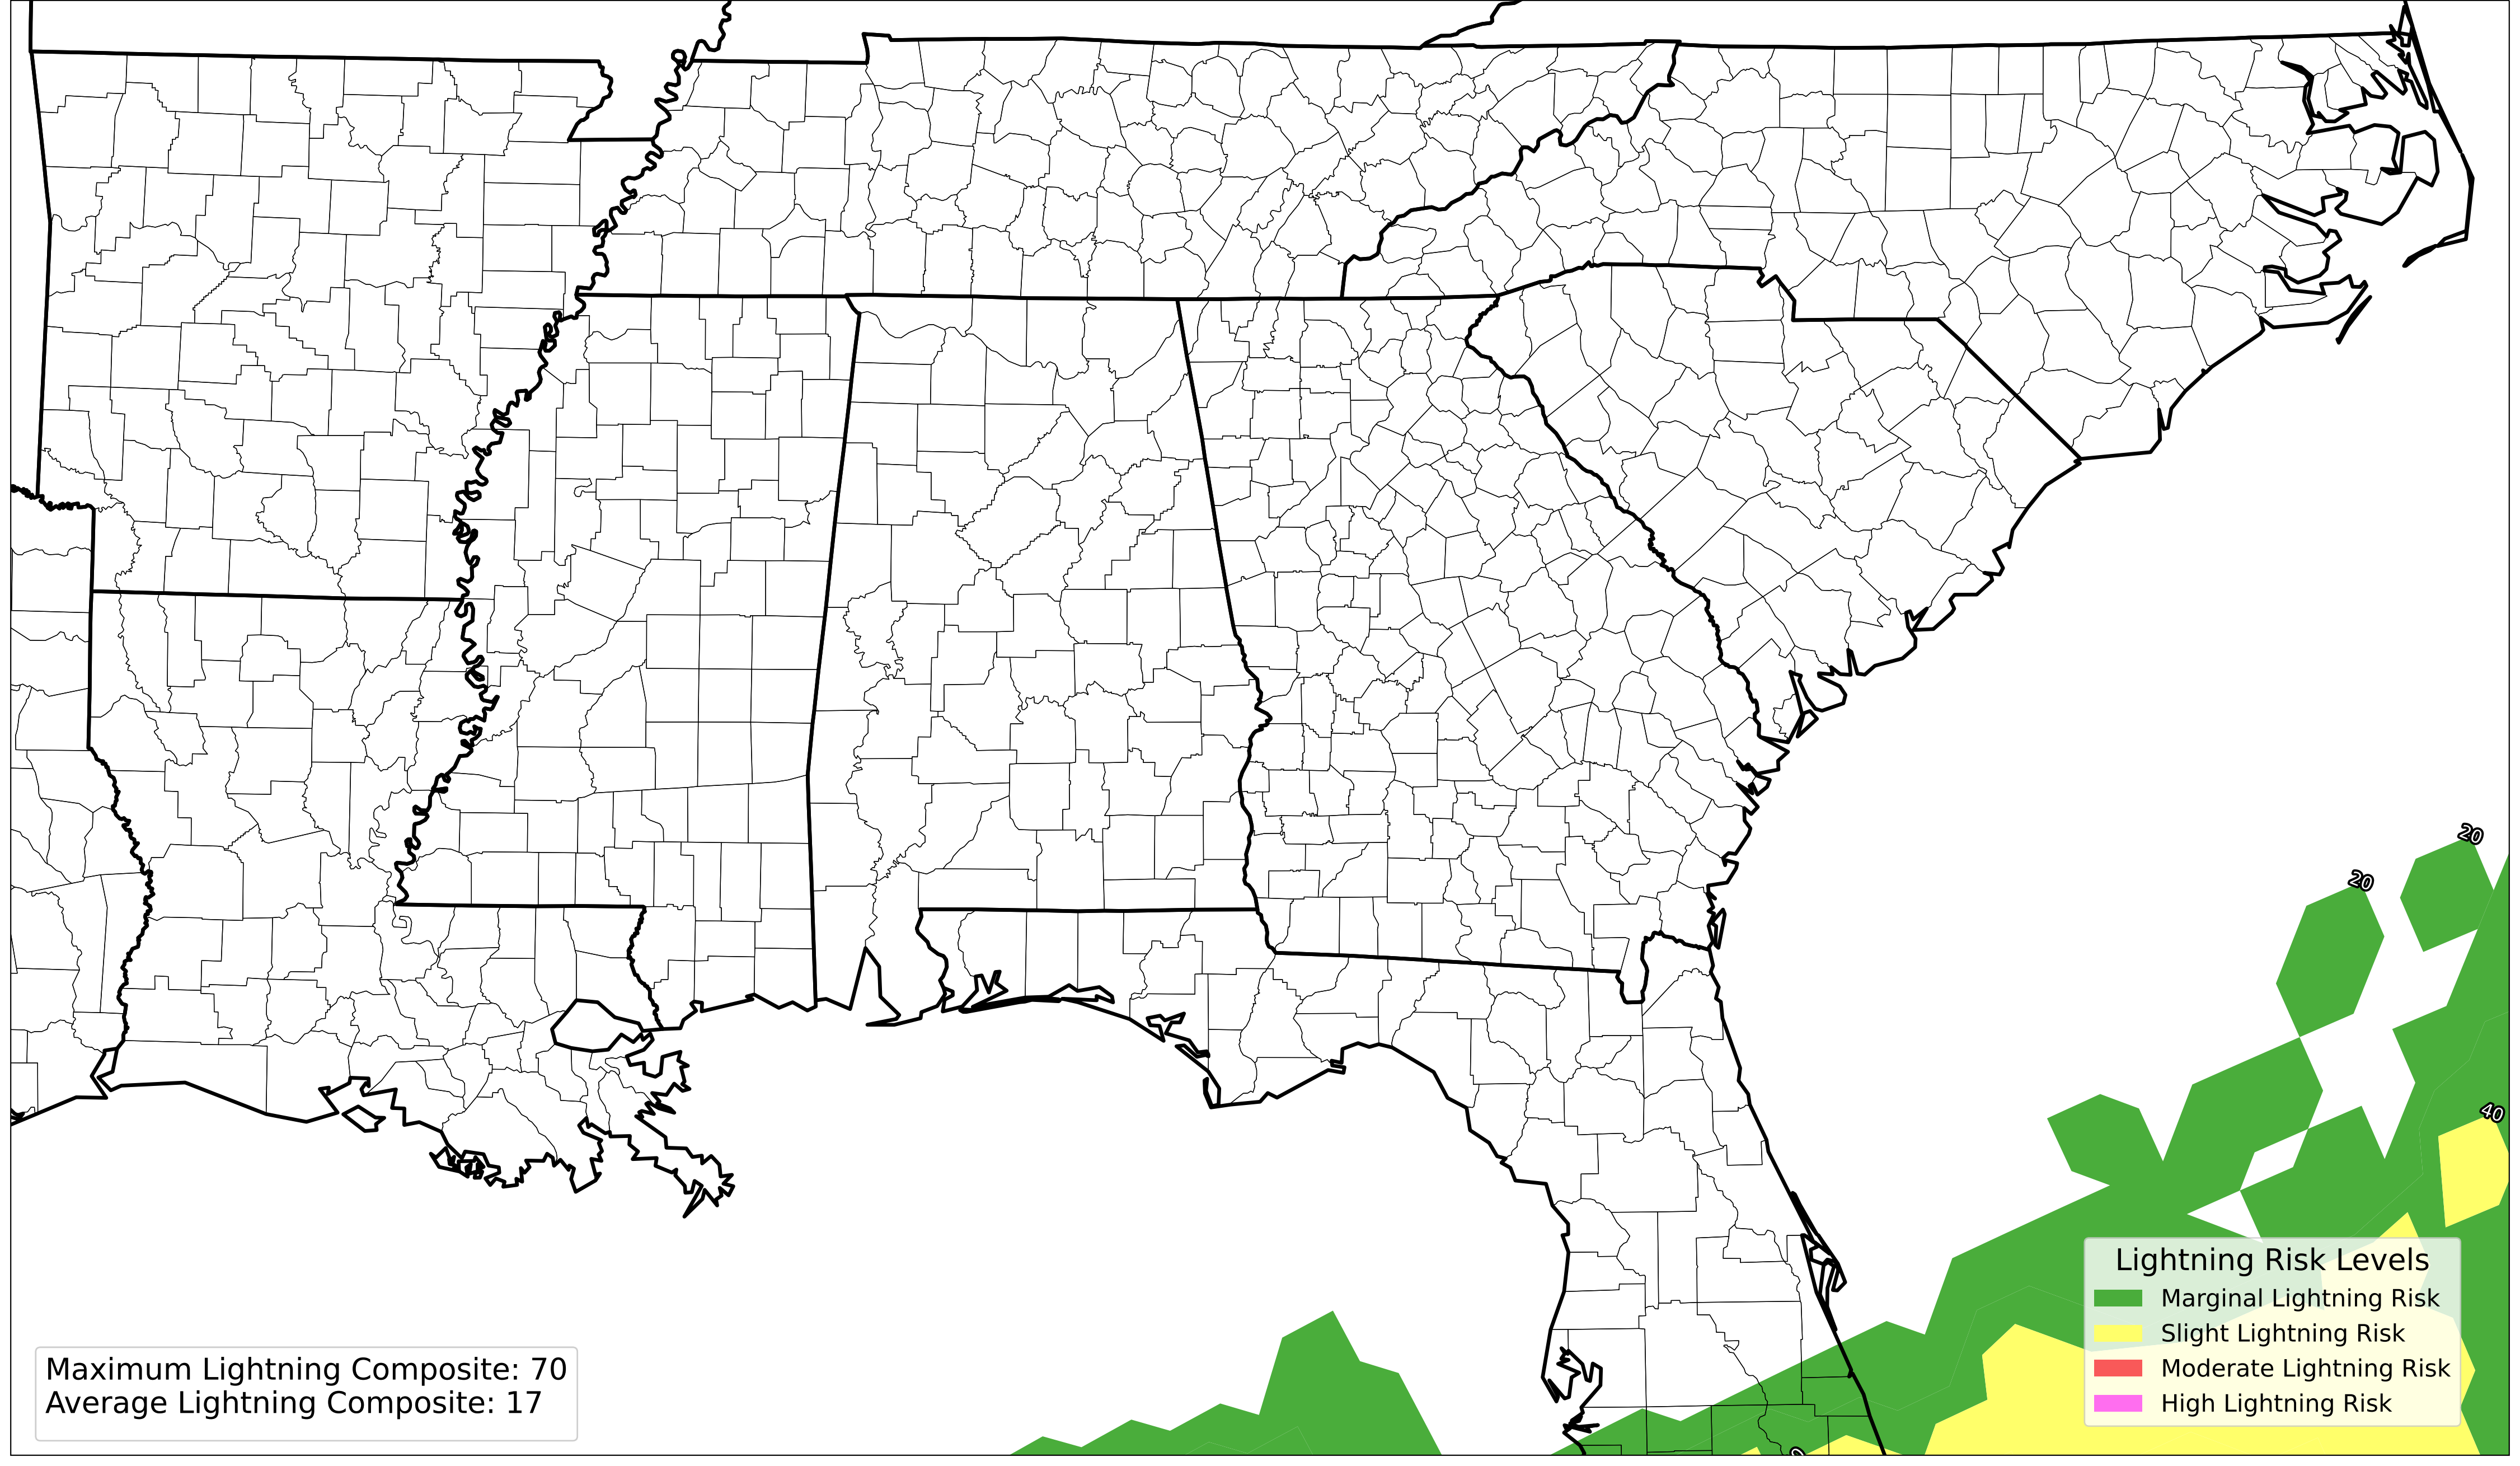 20
20
40
Lightning Risk Levels
Marginal Lightning Risk
Slight Lightning Risk
Moderate Lightning Risk
High Lightning Risk
Maximum Lightning Composite: 70
Average Lightning Composite: 17